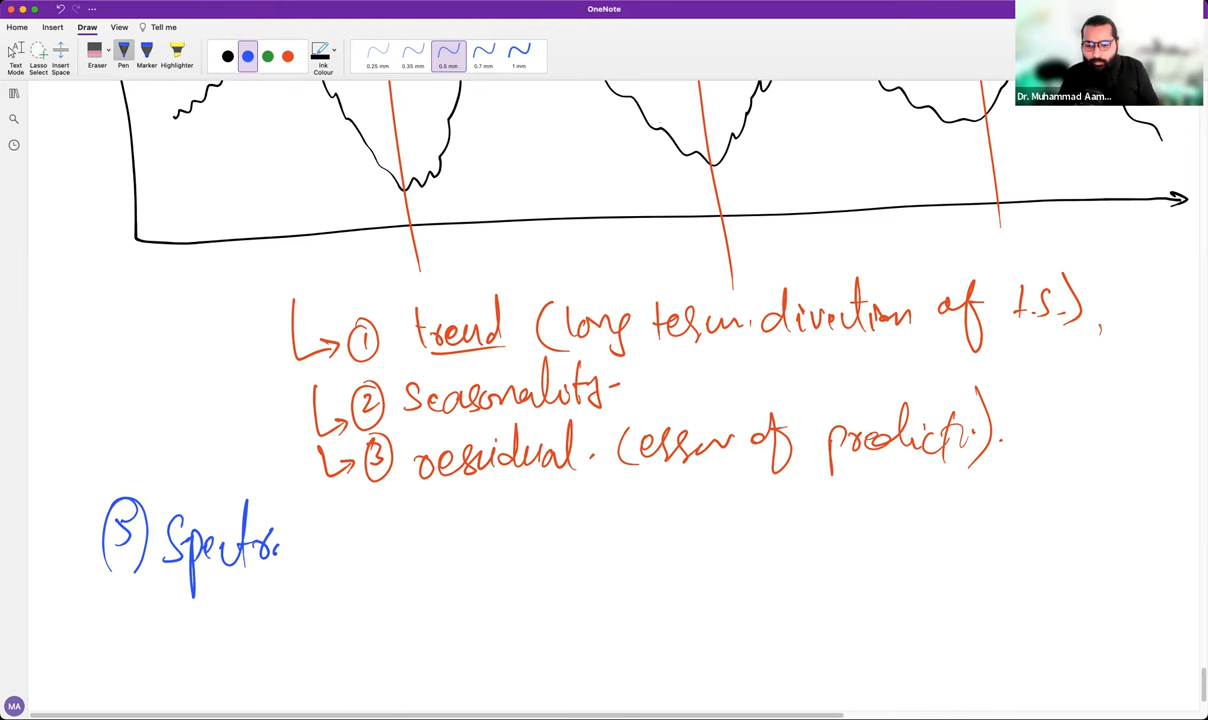 OneNote
Home Insert Draw View Tell me
Text Mode Lasso Select Insert Space Eraser Pen Marker Highlighter Ink Colour 0.25 mm 0.35 mm 0.5 mm 0.7 mm 1 mm
Dr. Muhammad Aam...
① trend (long term. direction of t.s.),
② seasonality-
③ residual. (error of predicti).
⑤ Spectra
MA